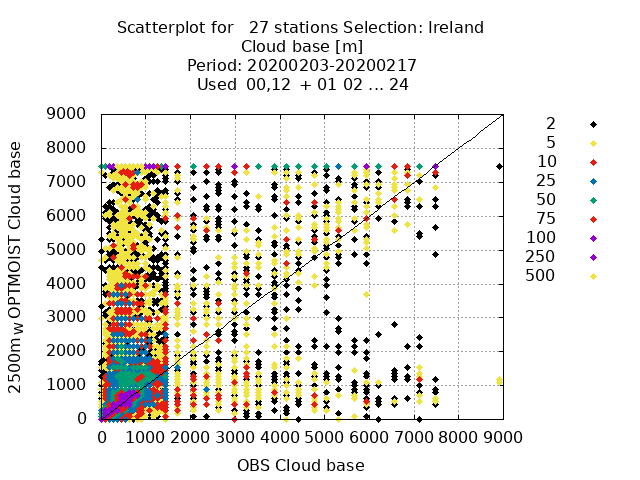 Scatterplot for   27 stations Selection: Ireland
Cloud base [m]
Period: 20200203-20200217
Used  00,12  + 01 02 ... 24
2500m_W OPTMOIST Cloud base
9000
8000
7000
6000
5000
4000
3000
2000
1000
0
0 1000 2000 3000 4000 5000 6000 7000 8000 9000
OBS Cloud base
2
5
10
25
50
75
100
250
500